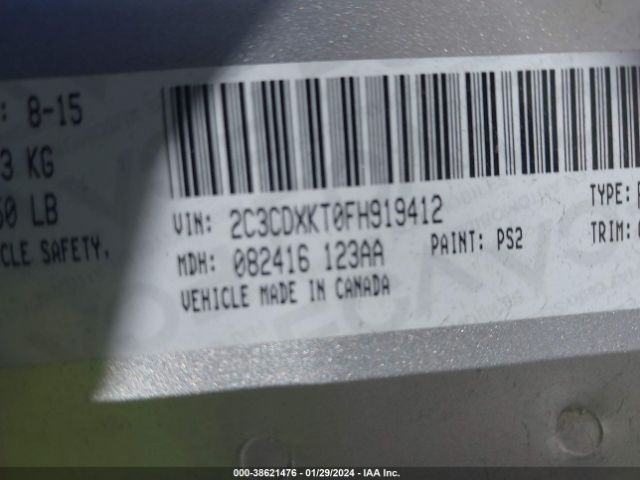 : 8-15
3 KG
50 LB
CLE SAFETY,
VIN: 2C3CDXKT0FH919412
TYPE:
MDH: 082416 123AA
PAINT: PS2
TRIM:
VEHICLE MADE IN CANADA
000-38621476 | 01/29/2024 - IAA Inc.